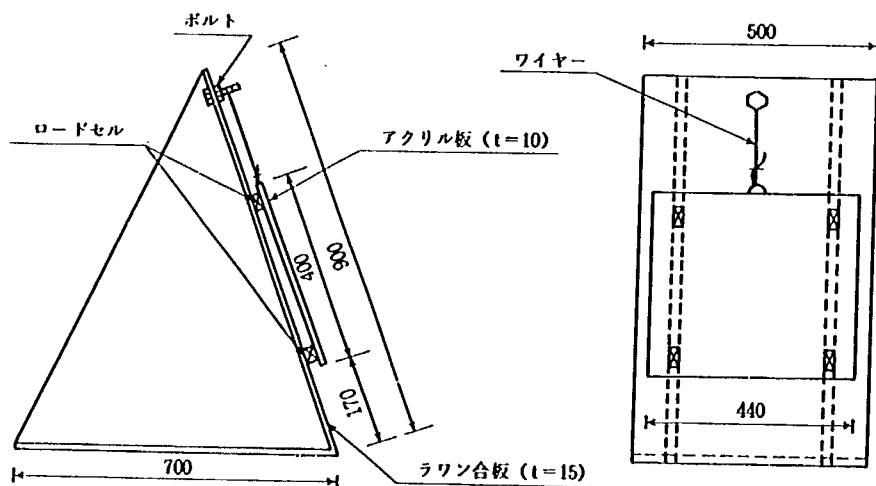 ボルト
500
ワイヤー
ロードセル
アクリル板 (t=10)
900
400
170
440
700
ラワン合板 (t=15)